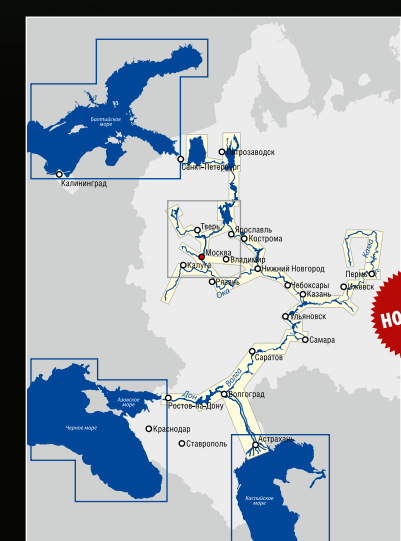 Балтийское
море
Петрозаводск
Санкт-Петербург
Калининград
Тверь
Ярославль
Кострома
Москва
Владимир
Калуга
Нижний Новгород
Рязань
Ока
Кама
Пермь
Ижевск
Чебоксары
Казань
Ульяновск
Самара
Саратов
Волга
Дон
Волгоград
Азовское
море
Ростов-на-Дону
Черное море
Краснодар
Ставрополь
Астрахань
Каспийское
море
НО